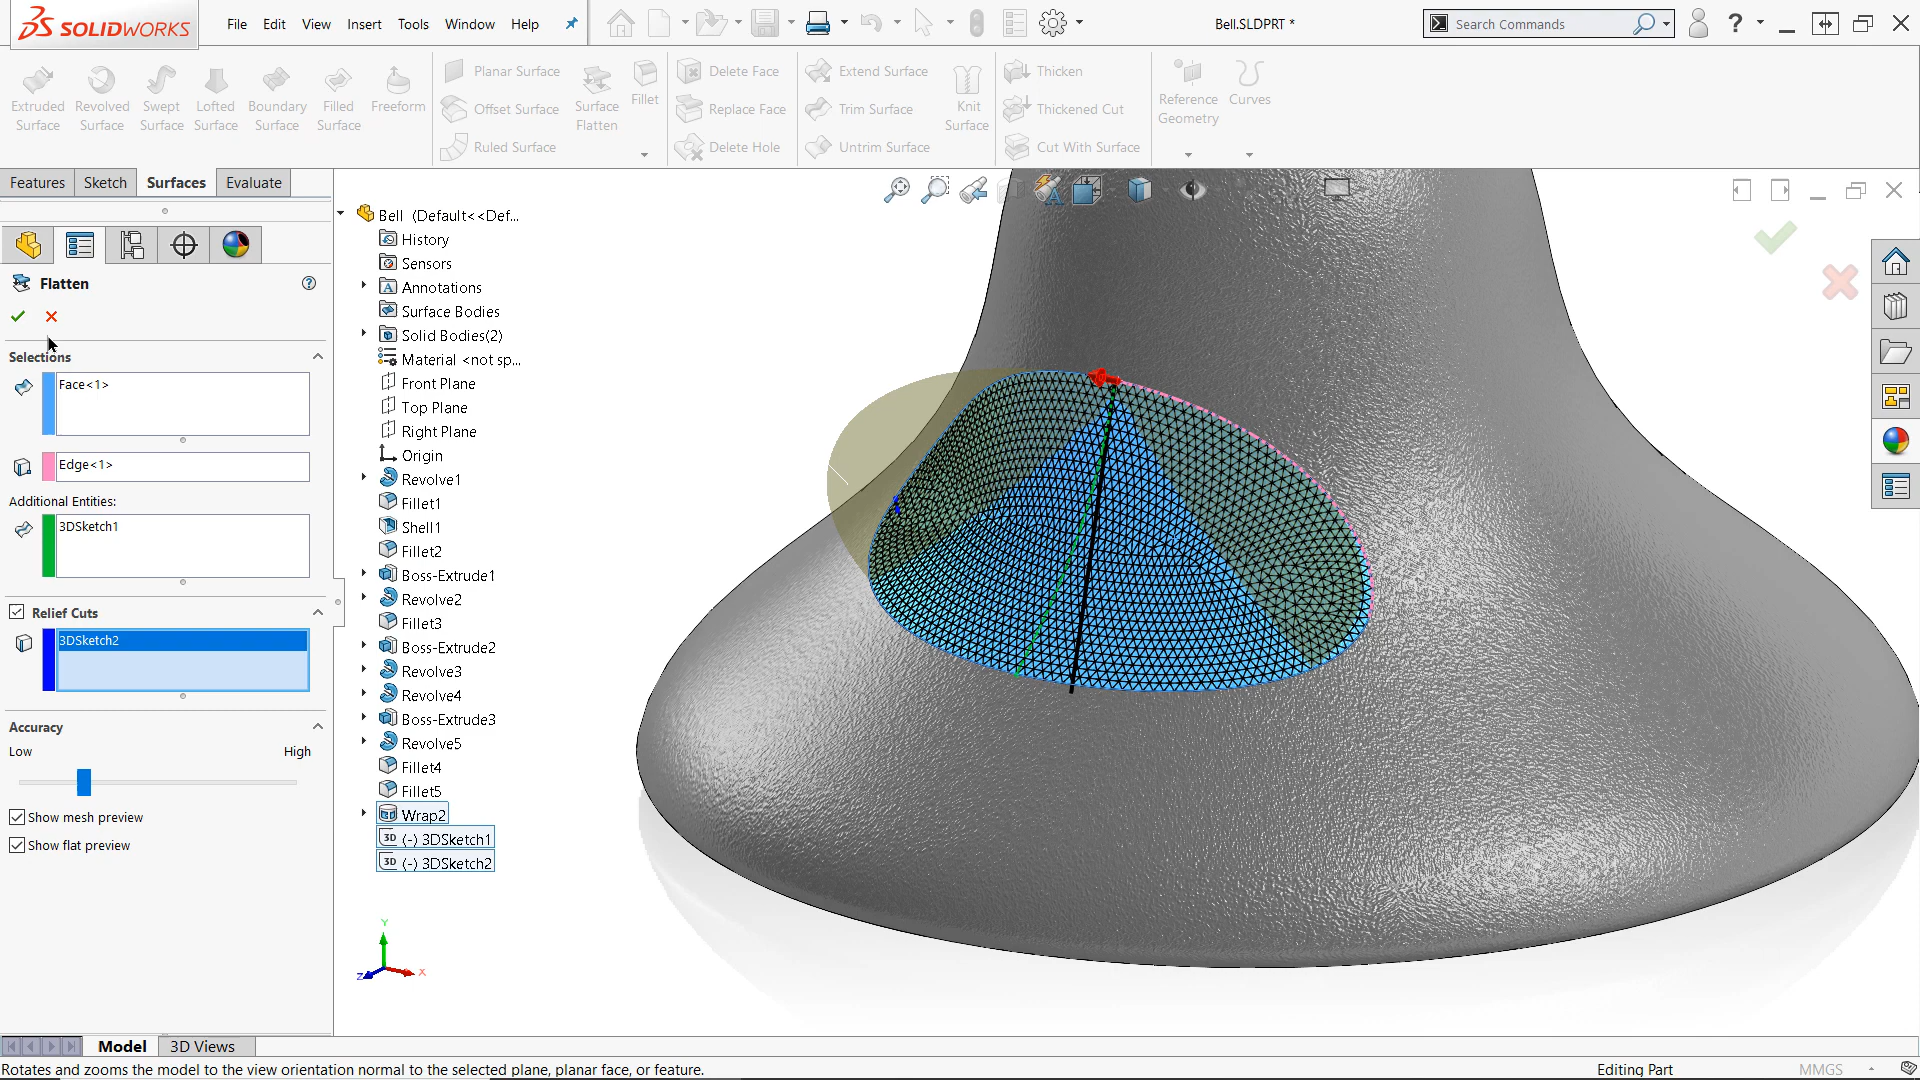 SOLIDWORKS
File Edit View Insert Tools Window Help
Bell.SLDPRT *
Search Commands
?
Extruded Surface
Revolved Surface
Swept Surface
Lofted Surface
Boundary Surface
Filled Surface
Freeform
Planar Surface
Offset Surface
Ruled Surface
Surface Flatten
Fillet
Delete Face
Replace Face
Delete Hole
Extend Surface
Trim Surface
Untrim Surface
Knit Surface
Thicken
Thickened Cut
Cut With Surface
Reference Geometry
Curves
Features Sketch Surfaces Evaluate
Flatten
Selections
Face<1>
Edge<1>
Additional Entities:
3DSketch1
Relief Cuts
3DSketch2
Accuracy
Low High
Show mesh preview
Show flat preview
Bell (Default<<Def...
History
Sensors
Annotations
Surface Bodies
Solid Bodies(2)
Material <not sp...
Front Plane
Top Plane
Right Plane
Origin
Revolve1
Fillet1
Shell1
Fillet2
Boss-Extrude1
Revolve2
Fillet3
Boss-Extrude2
Revolve3
Revolve4
Boss-Extrude3
Revolve5
Fillet4
Fillet5
Wrap2
3D (-) 3DSketch1
3D (-) 3DSketch2
Y
Z X
Model 3D Views
Rotates and zooms the model to the view orientation normal to the selected plane, planar face, or feature.
Editing Part
MMGS